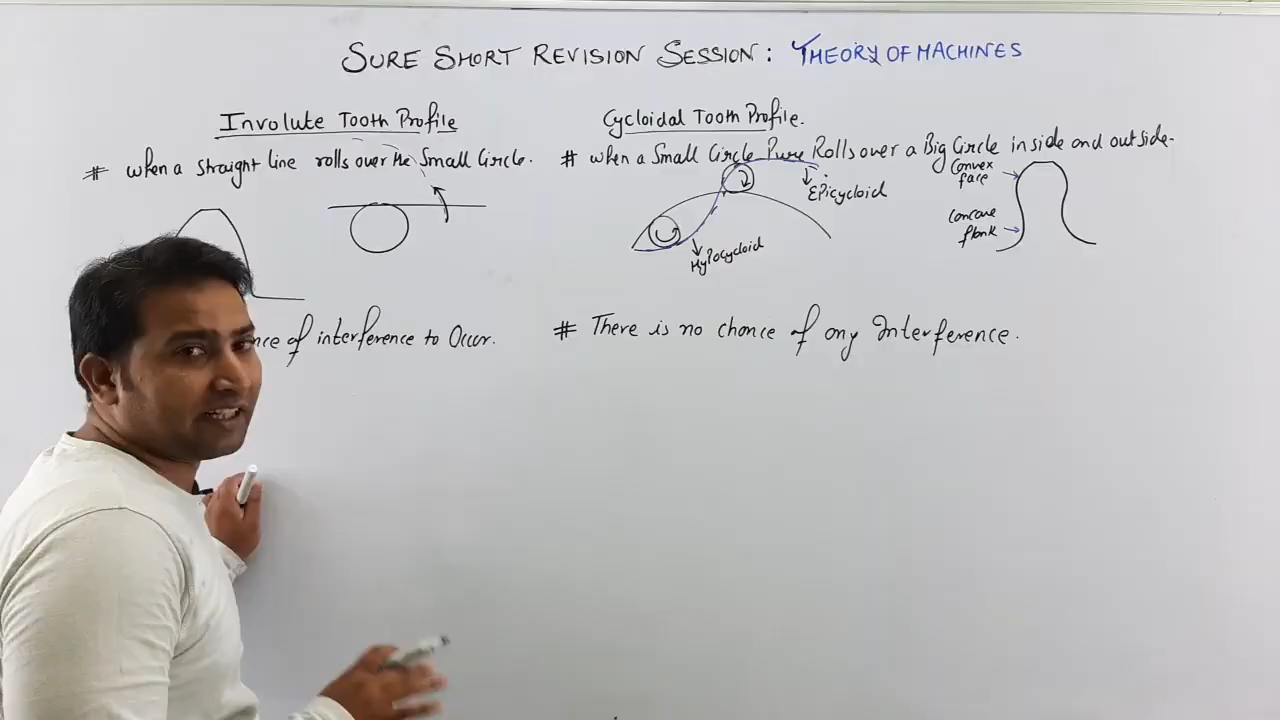 SURE SHORT REVISION SESSION: THEORY OF MACHINES
Involute Tooth Profile
# when a straight line rolls over the Small Circle.
nce of interference to Occur.
Cycloidal Tooth Profile.
# when a Small Circle Pure Rolls over a Big Circle inside and outside.
Epicycloid
Hypocycloid
Convex
face
Concave
flank
# There is no chance of any Interference.